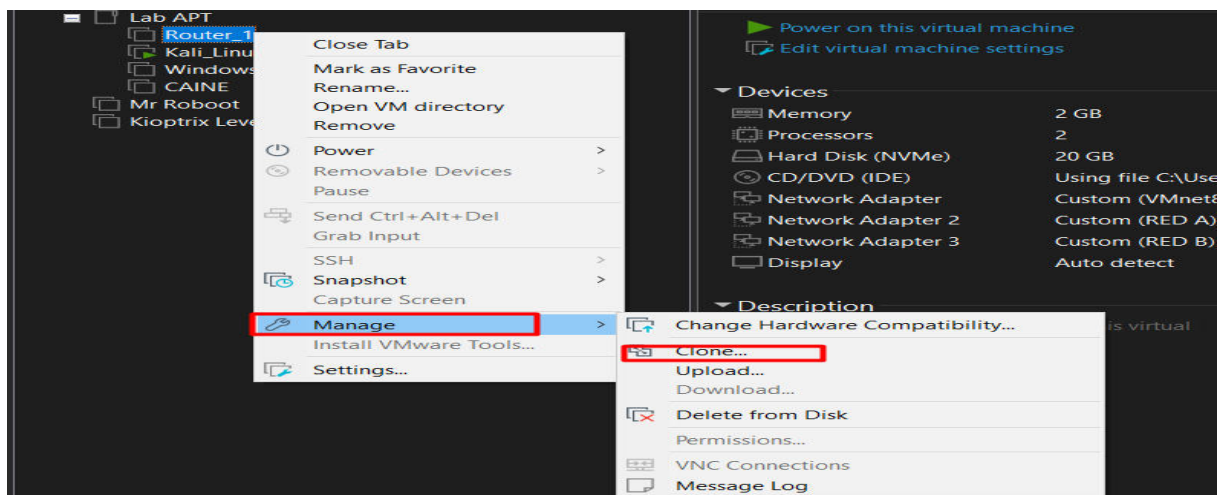 Lab APT
Router_1
Kali_Linu
Windows
CAINE
Mr Roboot
Kioptrix Leve
Close Tab
Mark as Favorite
Rename...
Open VM directory
Remove
Power >
Removable Devices >
Pause
Send Ctrl+Alt+Del
Grab Input
SSH >
Snapshot >
Capture Screen
Manage >
Install VMware Tools...
Settings...
Change Hardware Compatibility...
Clone...
Upload...
Download...
Delete from Disk
Permissions...
VNC Connections
Message Log
Power on this virtual machine
Edit virtual machine settings
Devices
Memory 2 GB
Processors 2
Hard Disk (NVMe) 20 GB
CD/DVD (IDE) Using file C:\Use
Network Adapter Custom (VMnet8
Network Adapter 2 Custom (RED A)
Network Adapter 3 Custom (RED B)
Display Auto detect
Description
is virtual